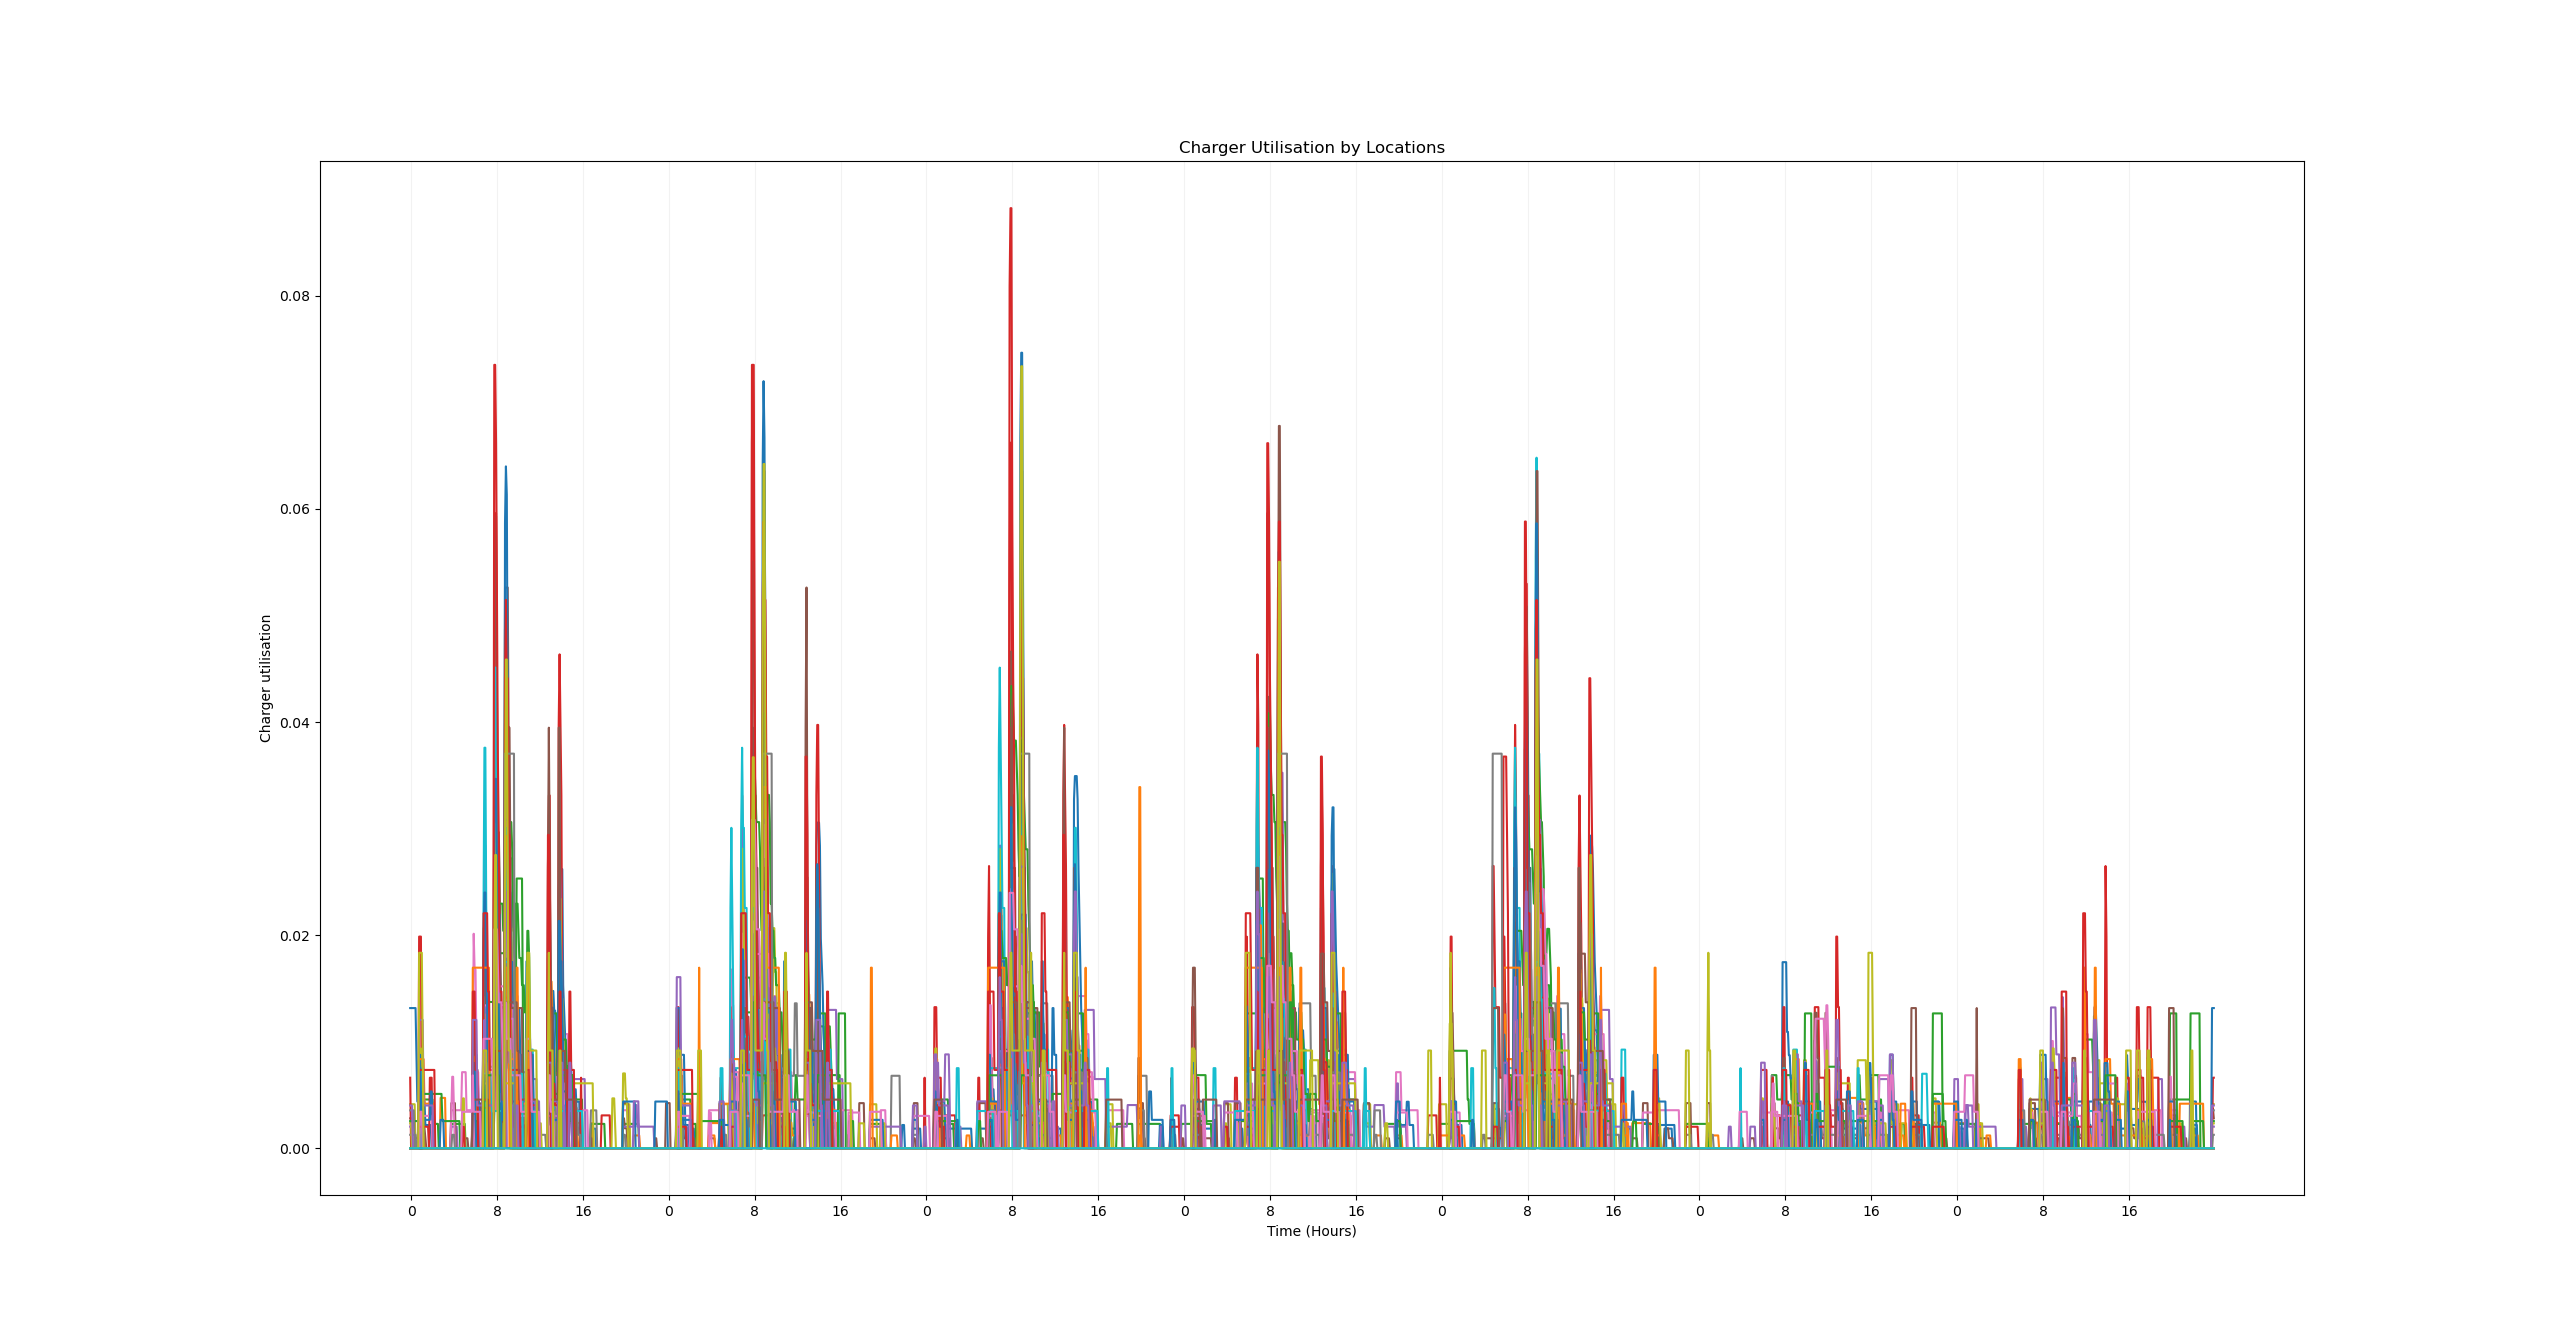 Charger Utilisation by Locations
Charger utilisation
0.08
0.06
0.04
0.02
0.00
0 8 16 0 8 16 0 8 16 0 8 16 0 8 16 0 8 16 0 8 16
Time (Hours)